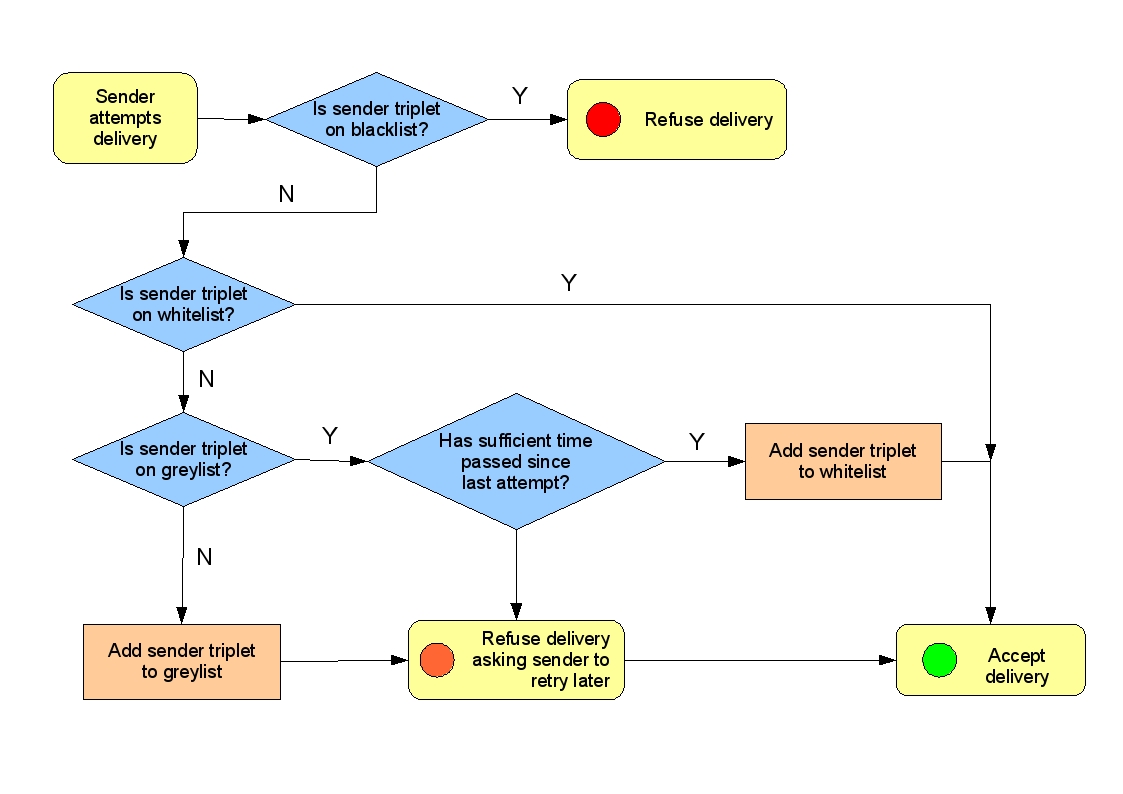 Sender
attempts
delivery
Is sender triplet
on blacklist?
Y
Refuse delivery
N
Is sender triplet
on whitelist?
Y
N
Is sender triplet
on greylist?
Y
Has sufficient time
passed since
last attempt?
Y
Add sender triplet
to whitelist
N
Add sender triplet
to greylist
Refuse delivery
asking sender to
retry later
Accept
delivery